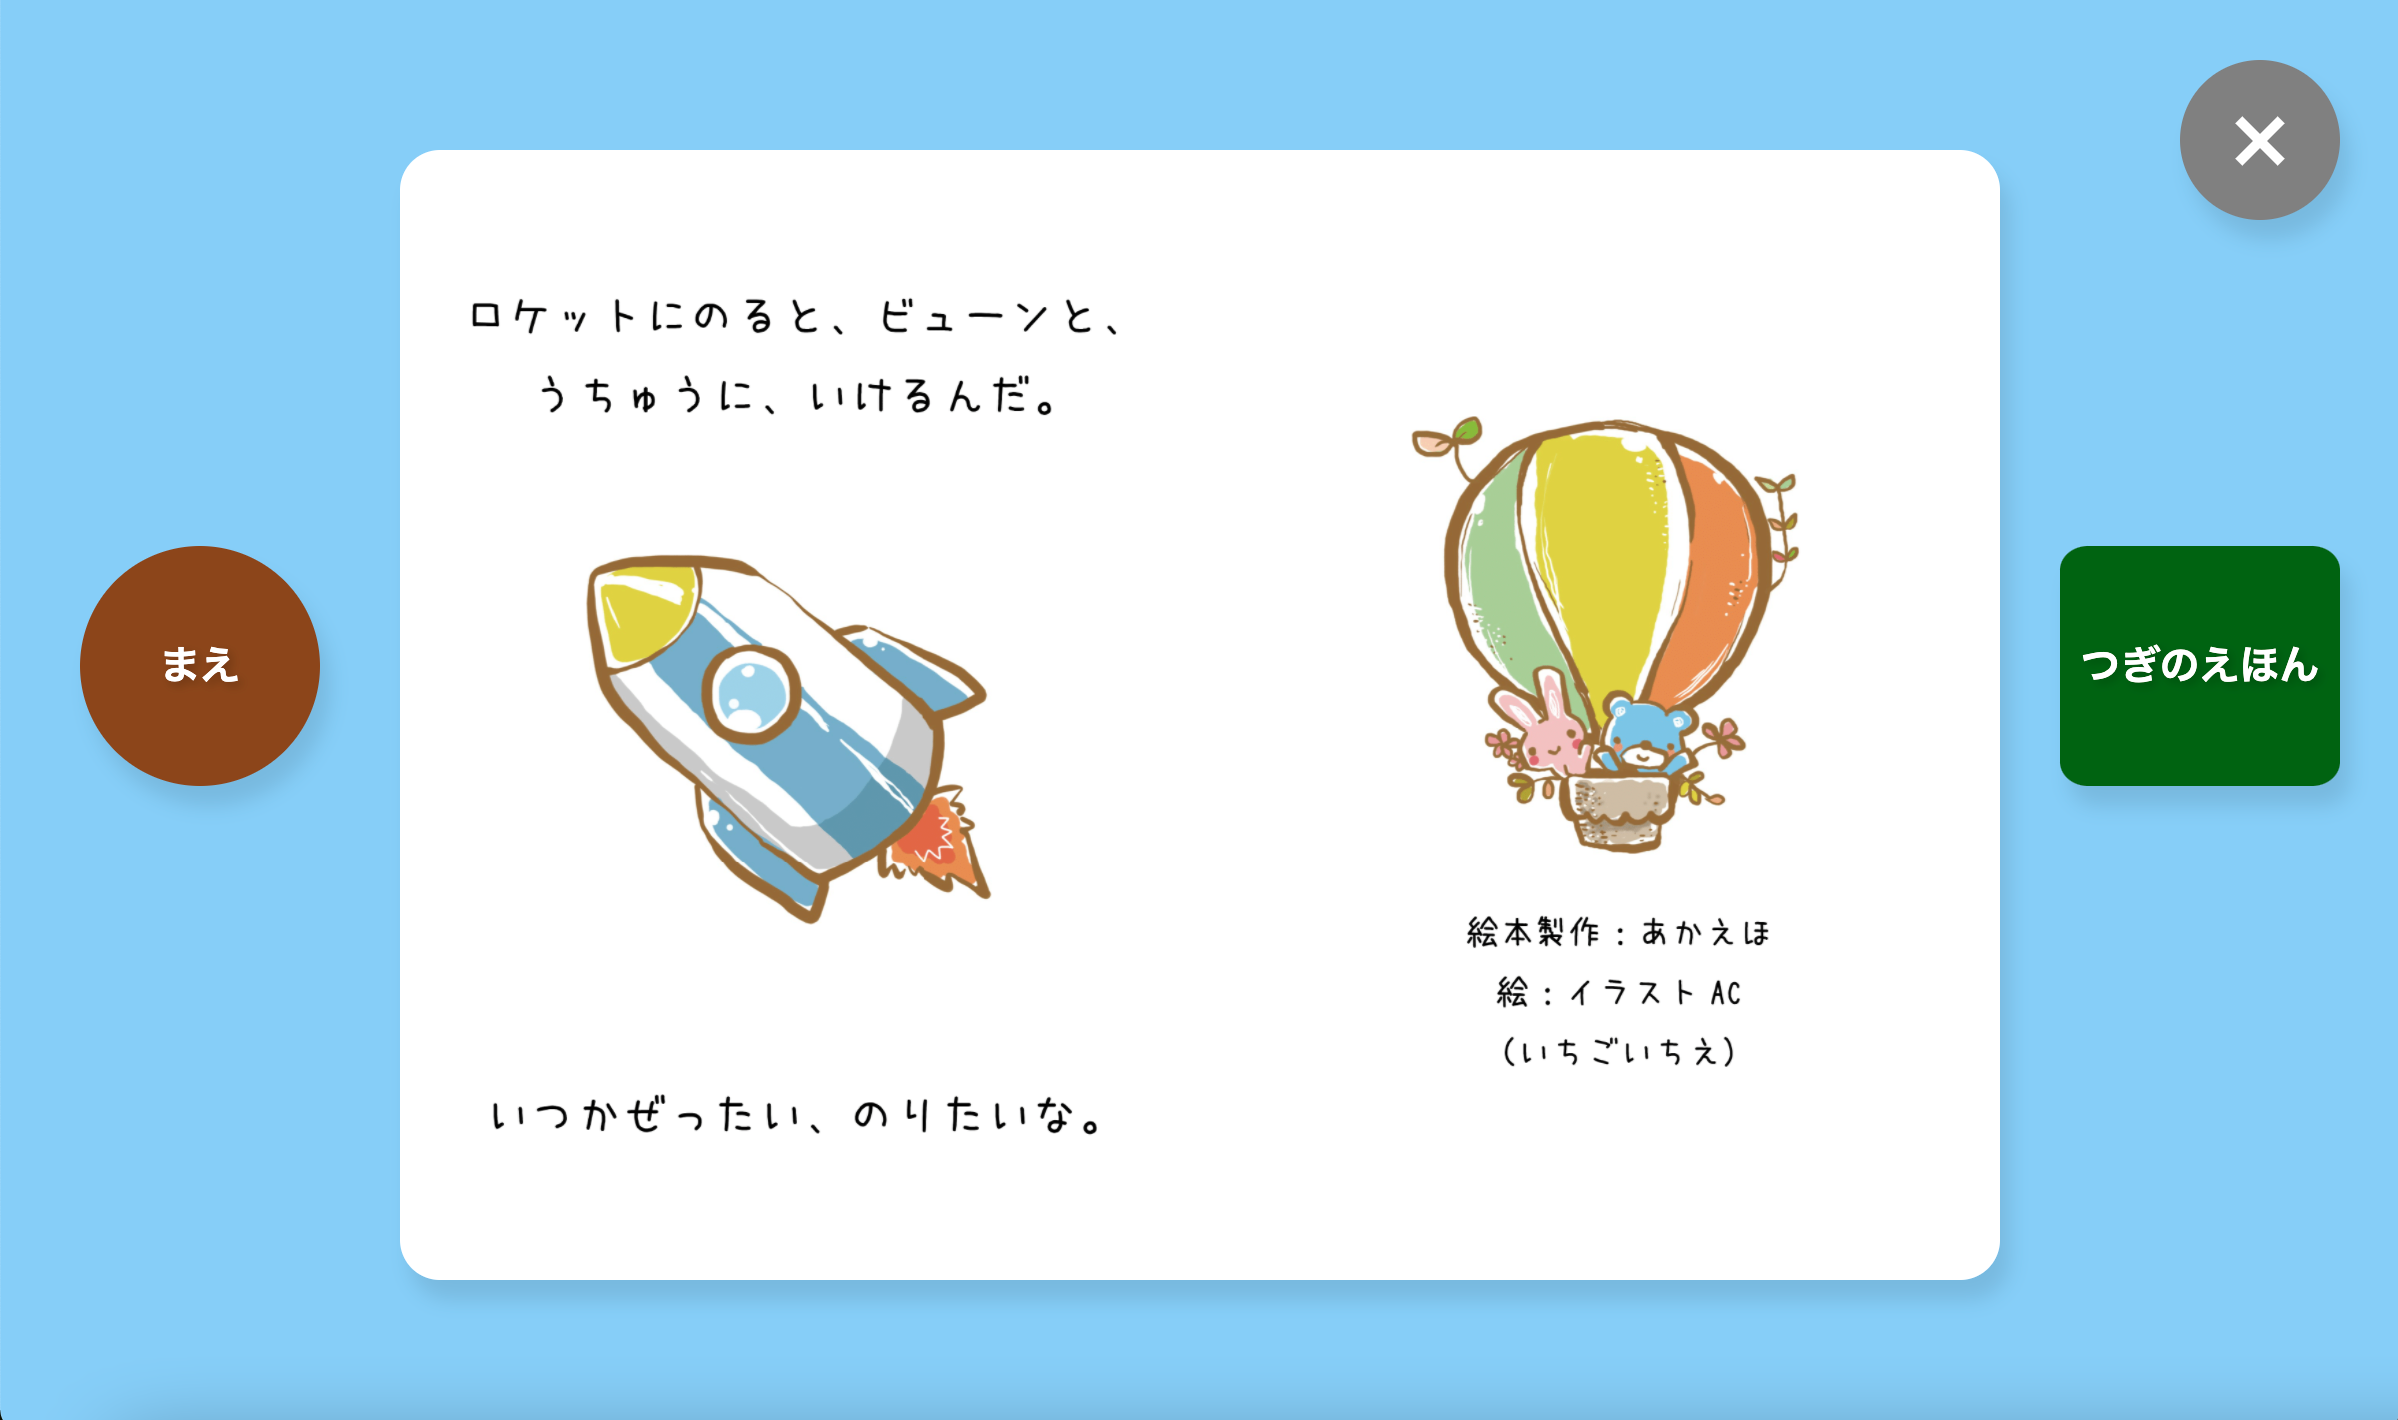 ロケットにのると、ビューンと、
うちゅうに、いけるんだ。
いつかぜったい、のりたいな。
絵本製作：あかえほ
絵：イラストAC
（いちごいちえ）
まえ
つぎのえほん
×